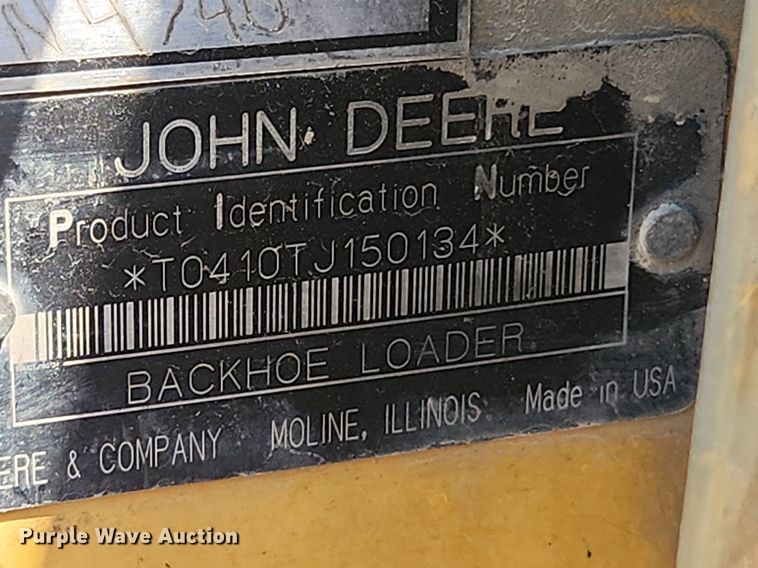 JOHN DEERE
Product Identification Number
*T0410TJ150134*
BACKHOE LOADER
ERE & COMPANY MOLINE, ILLINOIS Made in USA
Purple Wave Auction